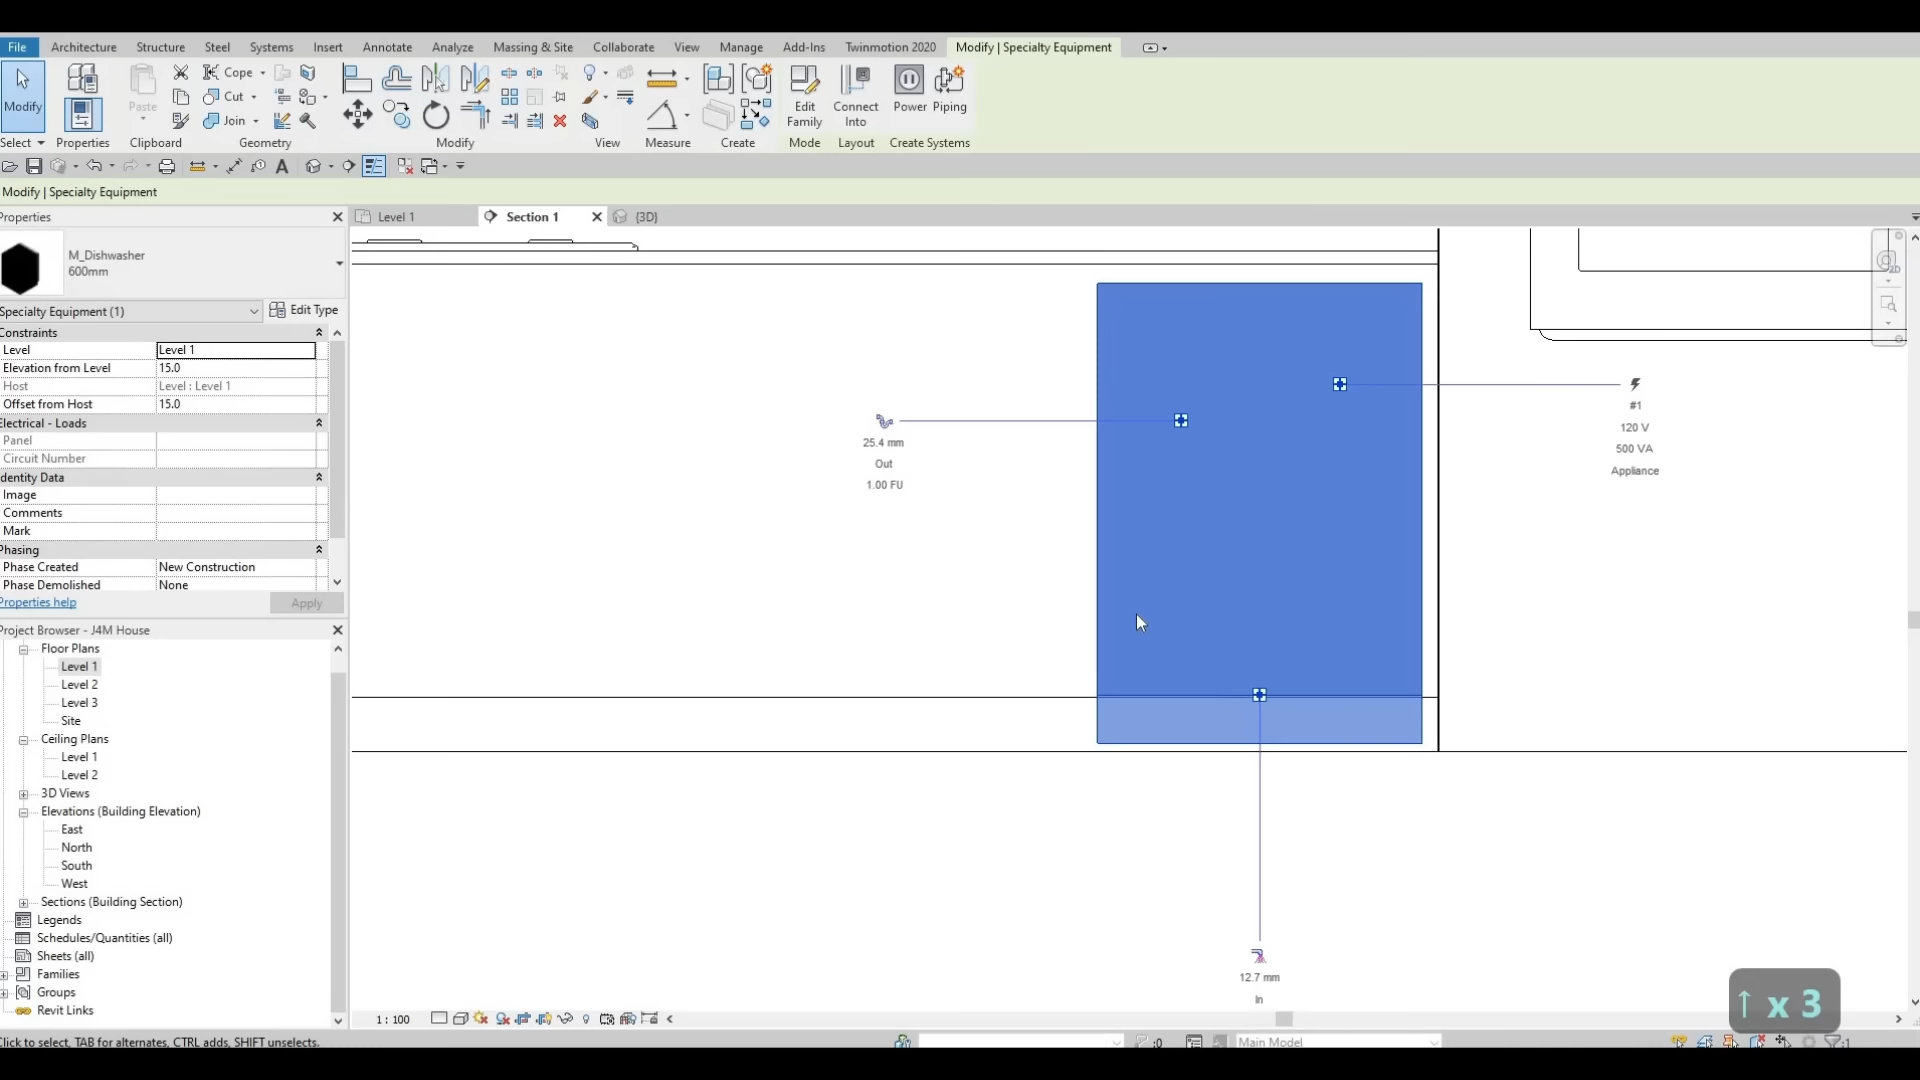 File Architecture Structure Steel Systems Insert Annotate Analyze Massing & Site Collaborate View Manage Add-Ins Twinmotion 2020 Modify | Specialty Equipment
Modify
Paste
Cope
Cut
Join
Edit
Family
Connect
Into
Power
Piping
Select Properties Clipboard Geometry Modify View Measure Create Mode Layout Create Systems
Modify | Specialty Equipment
Properties
Level 1
Section 1
{3D}
M_Dishwasher
600mm
Specialty Equipment (1)
Edit Type
Constraints
Level Level 1
Elevation from Level 15.0
Host Level : Level 1
Offset from Host 15.0
Electrical - Loads
Panel
Circuit Number
Identity Data
Image
Comments
Mark
Phasing
Phase Created New Construction
Phase Demolished None
Properties help
Apply
Project Browser - J4M House
Floor Plans
Level 1
Level 2
Level 3
Site
Ceiling Plans
Level 1
Level 2
3D Views
Elevations (Building Elevation)
East
North
South
West
Sections (Building Section)
Legends
Schedules/Quantities (all)
Sheets (all)
Families
Groups
Revit Links
25.4 mm
Out
1.00 FU
#1
120 V
500 VA
Appliance
12.7 mm
In
2D
1 : 100
↑ x 3
Click to select, TAB for alternates, CTRL adds, SHIFT unselects.
:0
Main Model
:1